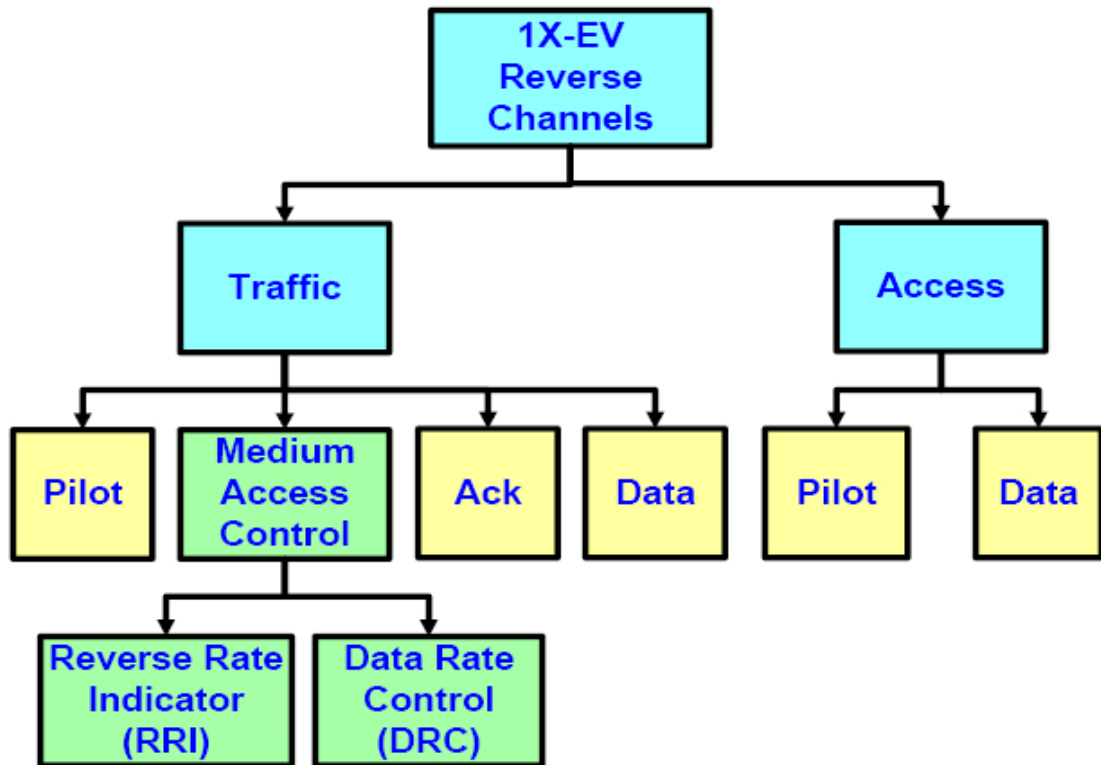 1X-EV
Reverse
Channels
Traffic
Access
Pilot
Medium
Access
Control
Ack
Data
Pilot
Data
Reverse Rate
Indicator
(RRI)
Data Rate
Control
(DRC)